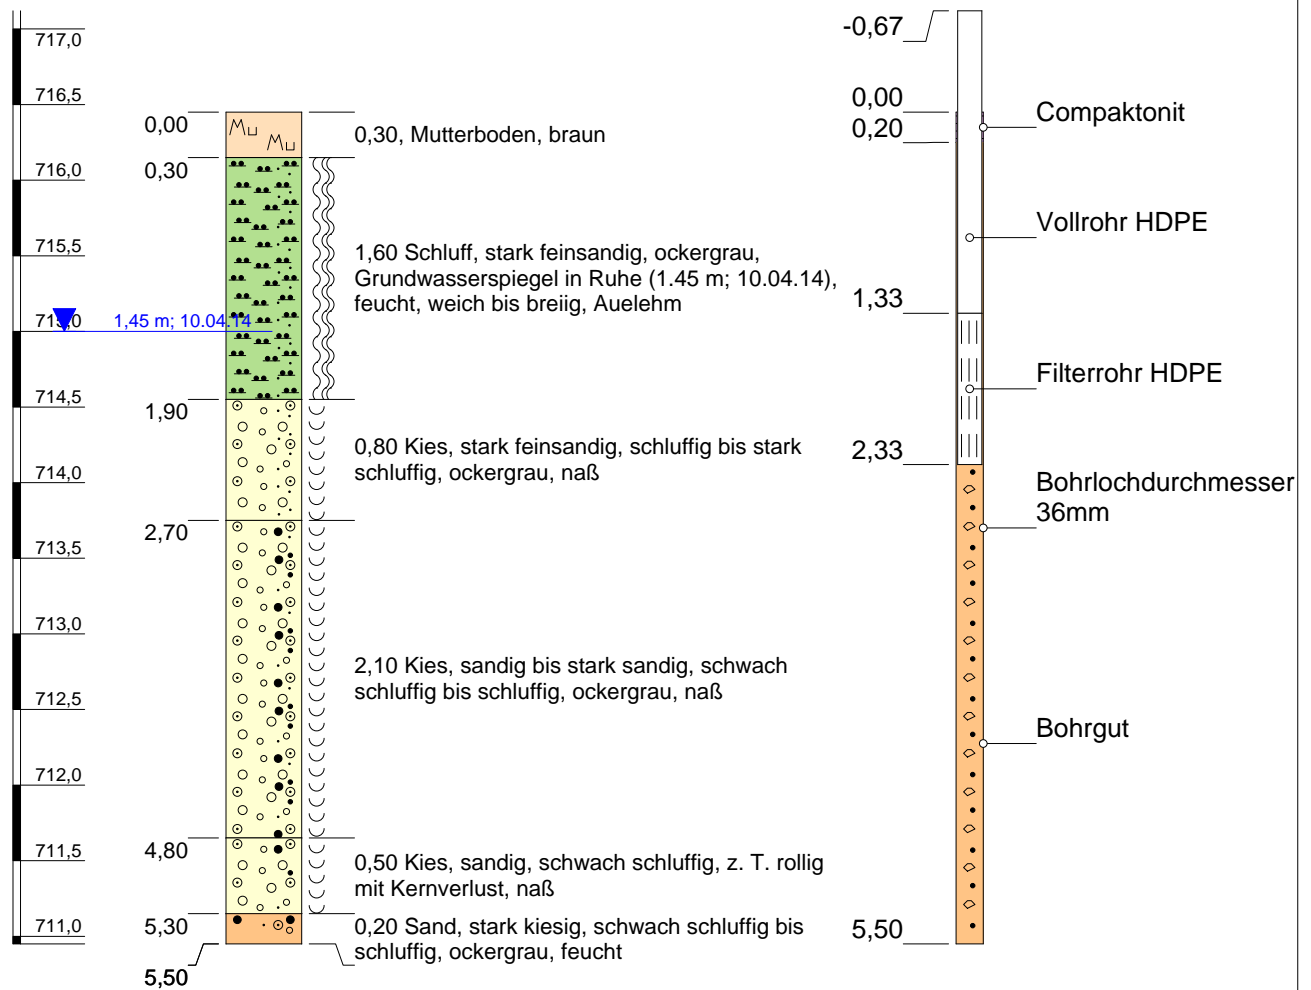 717,0
716,5
716,0
715,5
715,0
714,5
714,0
713,5
713,0
712,5
712,0
711,5
711,0
1,45 m; 10.04.14
0,00
0,30
1,90
2,70
4,80
5,30
5,50
Mu
Mu
0,30, Mutterboden, braun
1,60 Schluff, stark feinsandig, ockergrau,
Grundwasserspiegel in Ruhe (1.45 m; 10.04.14),
feucht, weich bis breiig, Auelehm
0,80 Kies, stark feinsandig, schluffig bis stark
schluffig, ockergrau, naß
2,10 Kies, sandig bis stark sandig, schwach
schluffig bis schluffig, ockergrau, naß
0,50 Kies, sandig, schwach schluffig, z. T. rollig
mit Kernverlust, naß
0,20 Sand, stark kiesig, schwach schluffig bis
schluffig, ockergrau, feucht
-0,67
0,00
0,20
1,33
2,33
5,50
Compaktonit
Vollrohr HDPE
Filterrohr HDPE
Bohrlochdurchmesser
36mm
Bohrgut